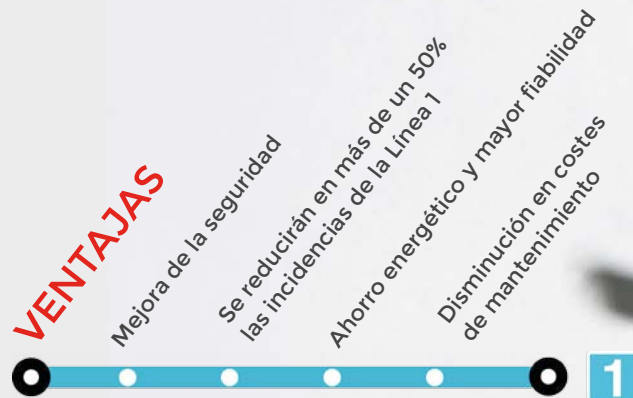 VENTAJAS
Mejora de la seguridad
Se reducirán en más de un 50%
las incidencias de la Línea 1
Ahorro energético y mayor fiabilidad
Disminución en costes
de mantenimiento
1